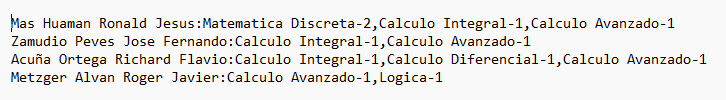 Mas Huaman Ronald Jesus:Matematica Discreta-2,Calculo Integral-1,Calculo Avanzado-1
Zamudio Peves Jose Fernando:Calculo Integral-1,Calculo Avanzado-1
Acuña Ortega Richard Flavio:Calculo Integral-1,Calculo Diferencial-1,Calculo Avanzado-1
Metzger Alvan Roger Javier:Calculo Avanzado-1,Logica-1